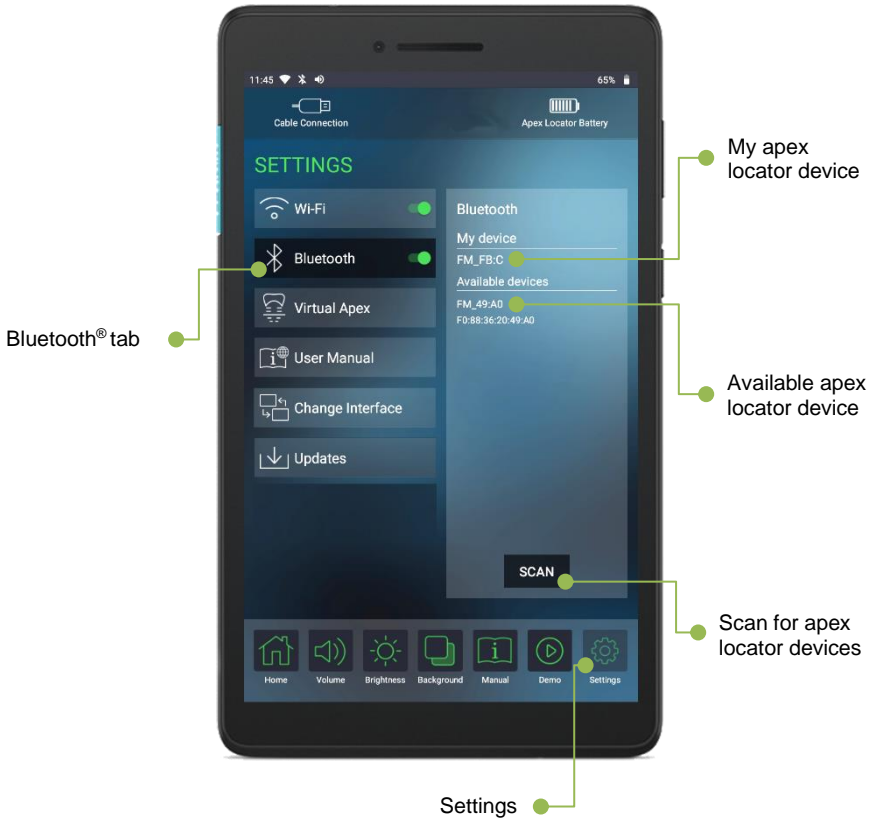 11:45
65%
Cable Connection
Apex Locator Battery
SETTINGS
Wi-Fi
Bluetooth
Virtual Apex
User Manual
Change Interface
Updates
Bluetooth
My device
FM_FB:C
Available devices
FM_49:A0
F0:88:36:20:49:A0
SCAN
Home
Volume
Brightness
Background
Manual
Demo
Settings
Bluetooth® tab
My apex
locator device
Available apex
locator device
Scan for apex
locator devices
Settings